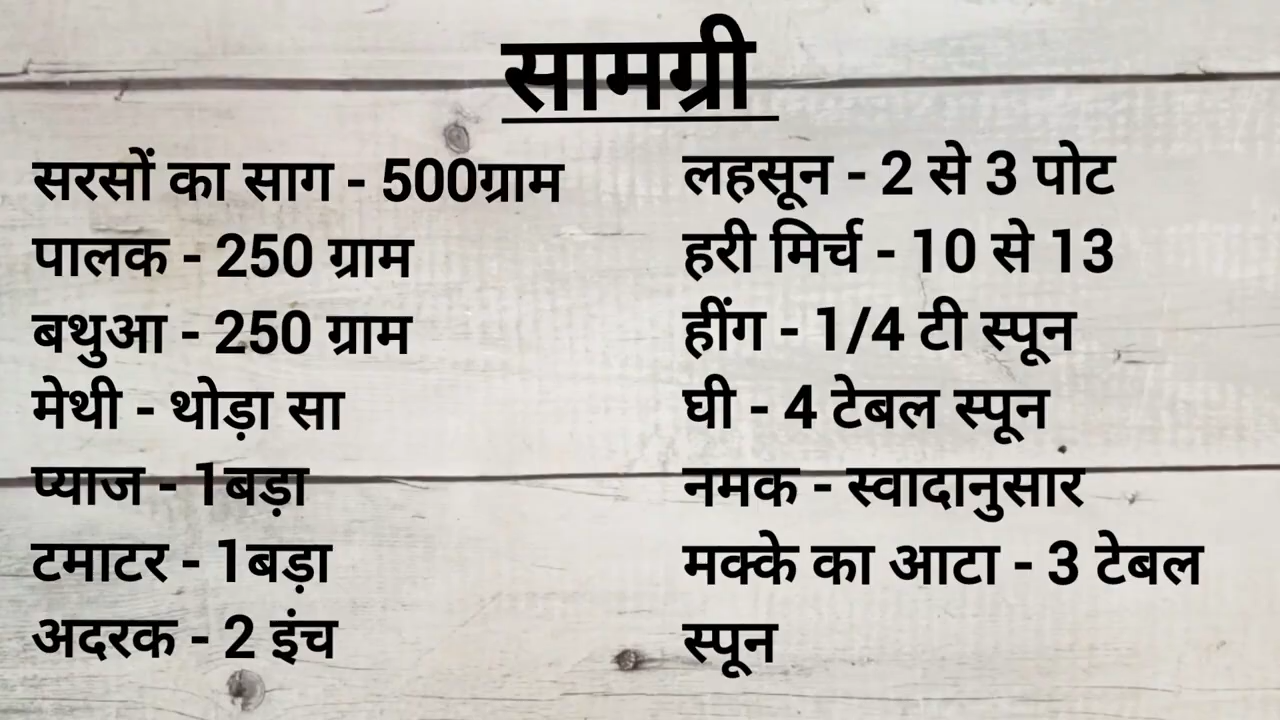 सामग्री
सरसों का साग - 500ग्राम
पालक - 250 ग्राम
बथुआ - 250 ग्राम
मेथी - थोड़ा सा
प्याज - 1बड़ा
टमाटर - 1बड़ा
अदरक - 2 इंच
लहसून - 2 से 3 पोट
हरी मिर्च - 10 से 13
हींग - 1/4 टी स्पून
घी - 4 टेबल स्पून
नमक - स्वादानुसार
मक्के का आटा - 3 टेबल
स्पून